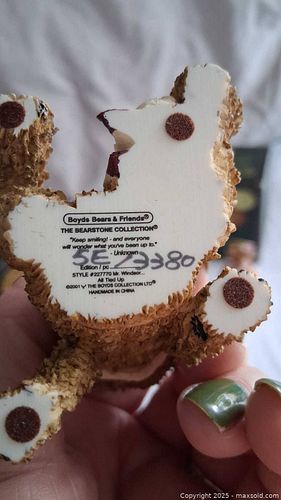 Boyds Bears & Friends®
THE BEARSTONE COLLECTION®
"Keep smiling! - and everyone
will wonder what you've been up to."
- Unknown
5E/3380
Edition / pc
STYLE #227779 Mr. Windsor...
All Tied Up
©2001 THE BOYDS COLLECTION LTD®
HANDMADE IN CHINA
Copyright 2025 - maxsold.com